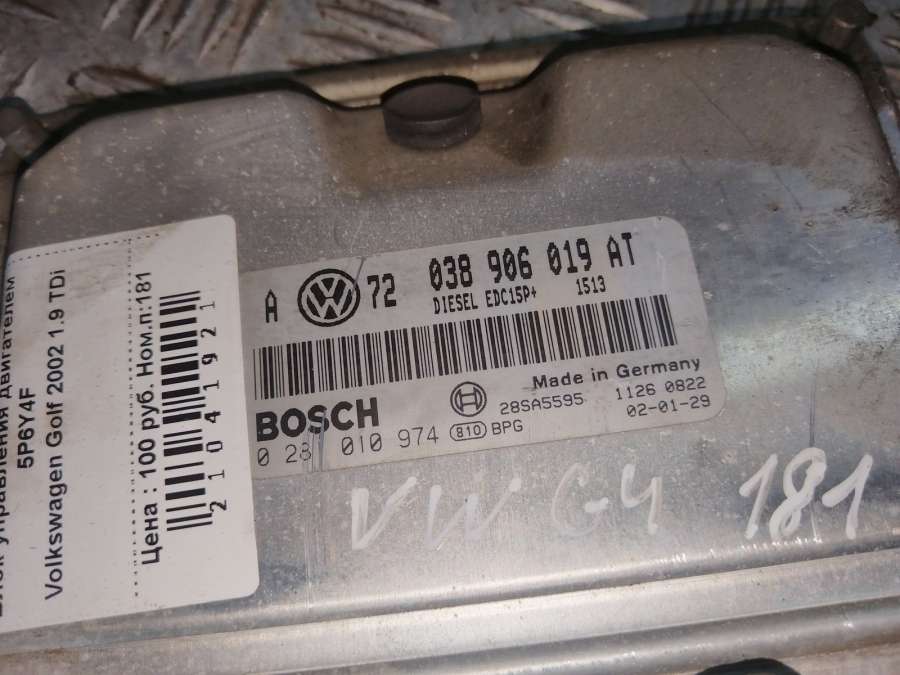 управления двигателем
5P6Y4F
Volkswagen Golf 2002 1.9 TDi
Цена : 100 руб. Ном.п:181
21041921
A VW 72 038 906 019 AT
DIESEL EDC15P+ 1513
Made in Germany
BOSCH 28SA5595 1126 0822
0 281 010 974 810 BPG 02-01-29
VW G4 181